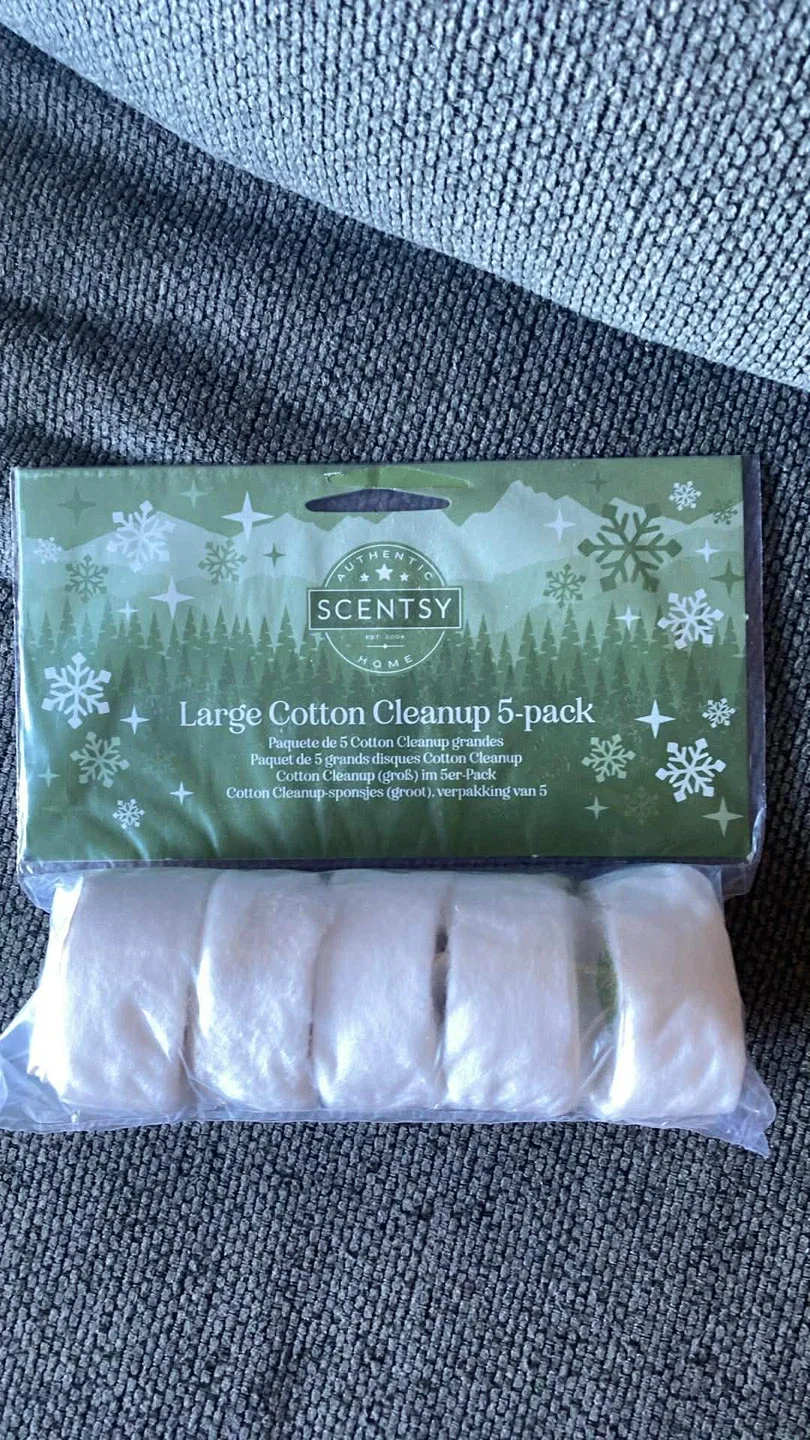 AUTHENTIC
SCENTSY
EST. 2004
HOME
Large Cotton Cleanup 5-pack
Paquete de 5 Cotton Cleanup grandes
Paquet de 5 grands disques Cotton Cleanup
Cotton Cleanup (groß) im 5er-Pack
Cotton Cleanup-sponsjes (groot), verpakking van 5